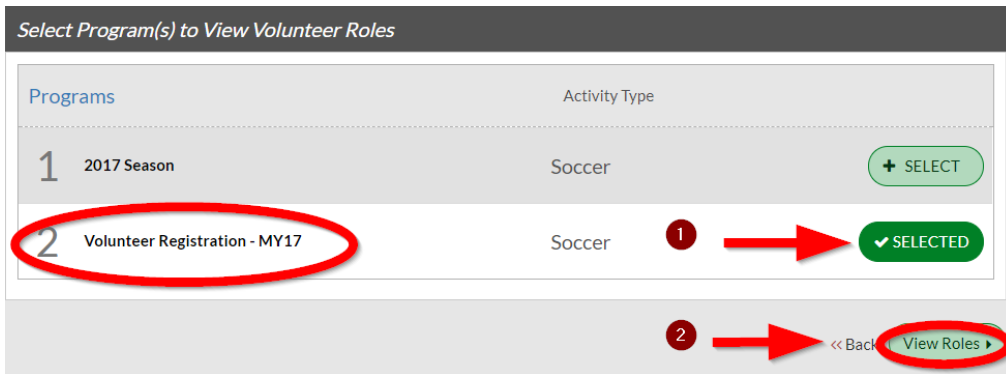 Select Program(s) to View Volunteer Roles
Programs Activity Type
1 2017 Season Soccer + SELECT
2 Volunteer Registration - MY17 Soccer 1 ✔ SELECTED
2 << Back View Roles ▸